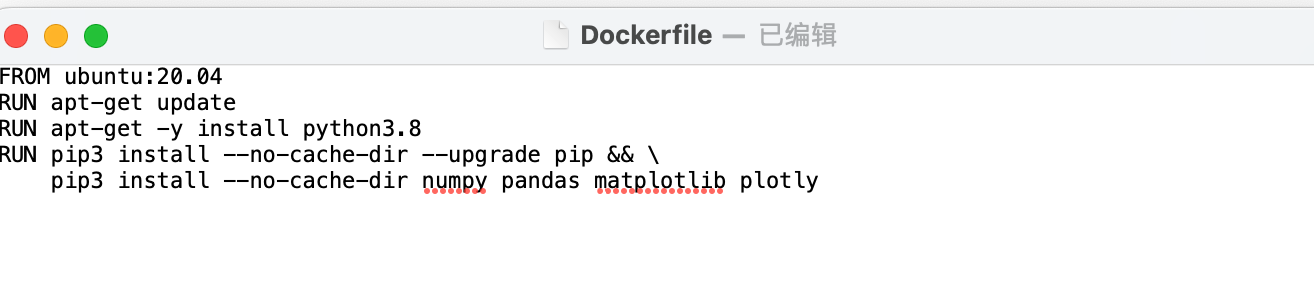 Dockerfile — 已编辑
FROM ubuntu:20.04
RUN apt-get update
RUN apt-get -y install python3.8
RUN pip3 install --no-cache-dir --upgrade pip && \
    pip3 install --no-cache-dir numpy pandas matplotlib plotly